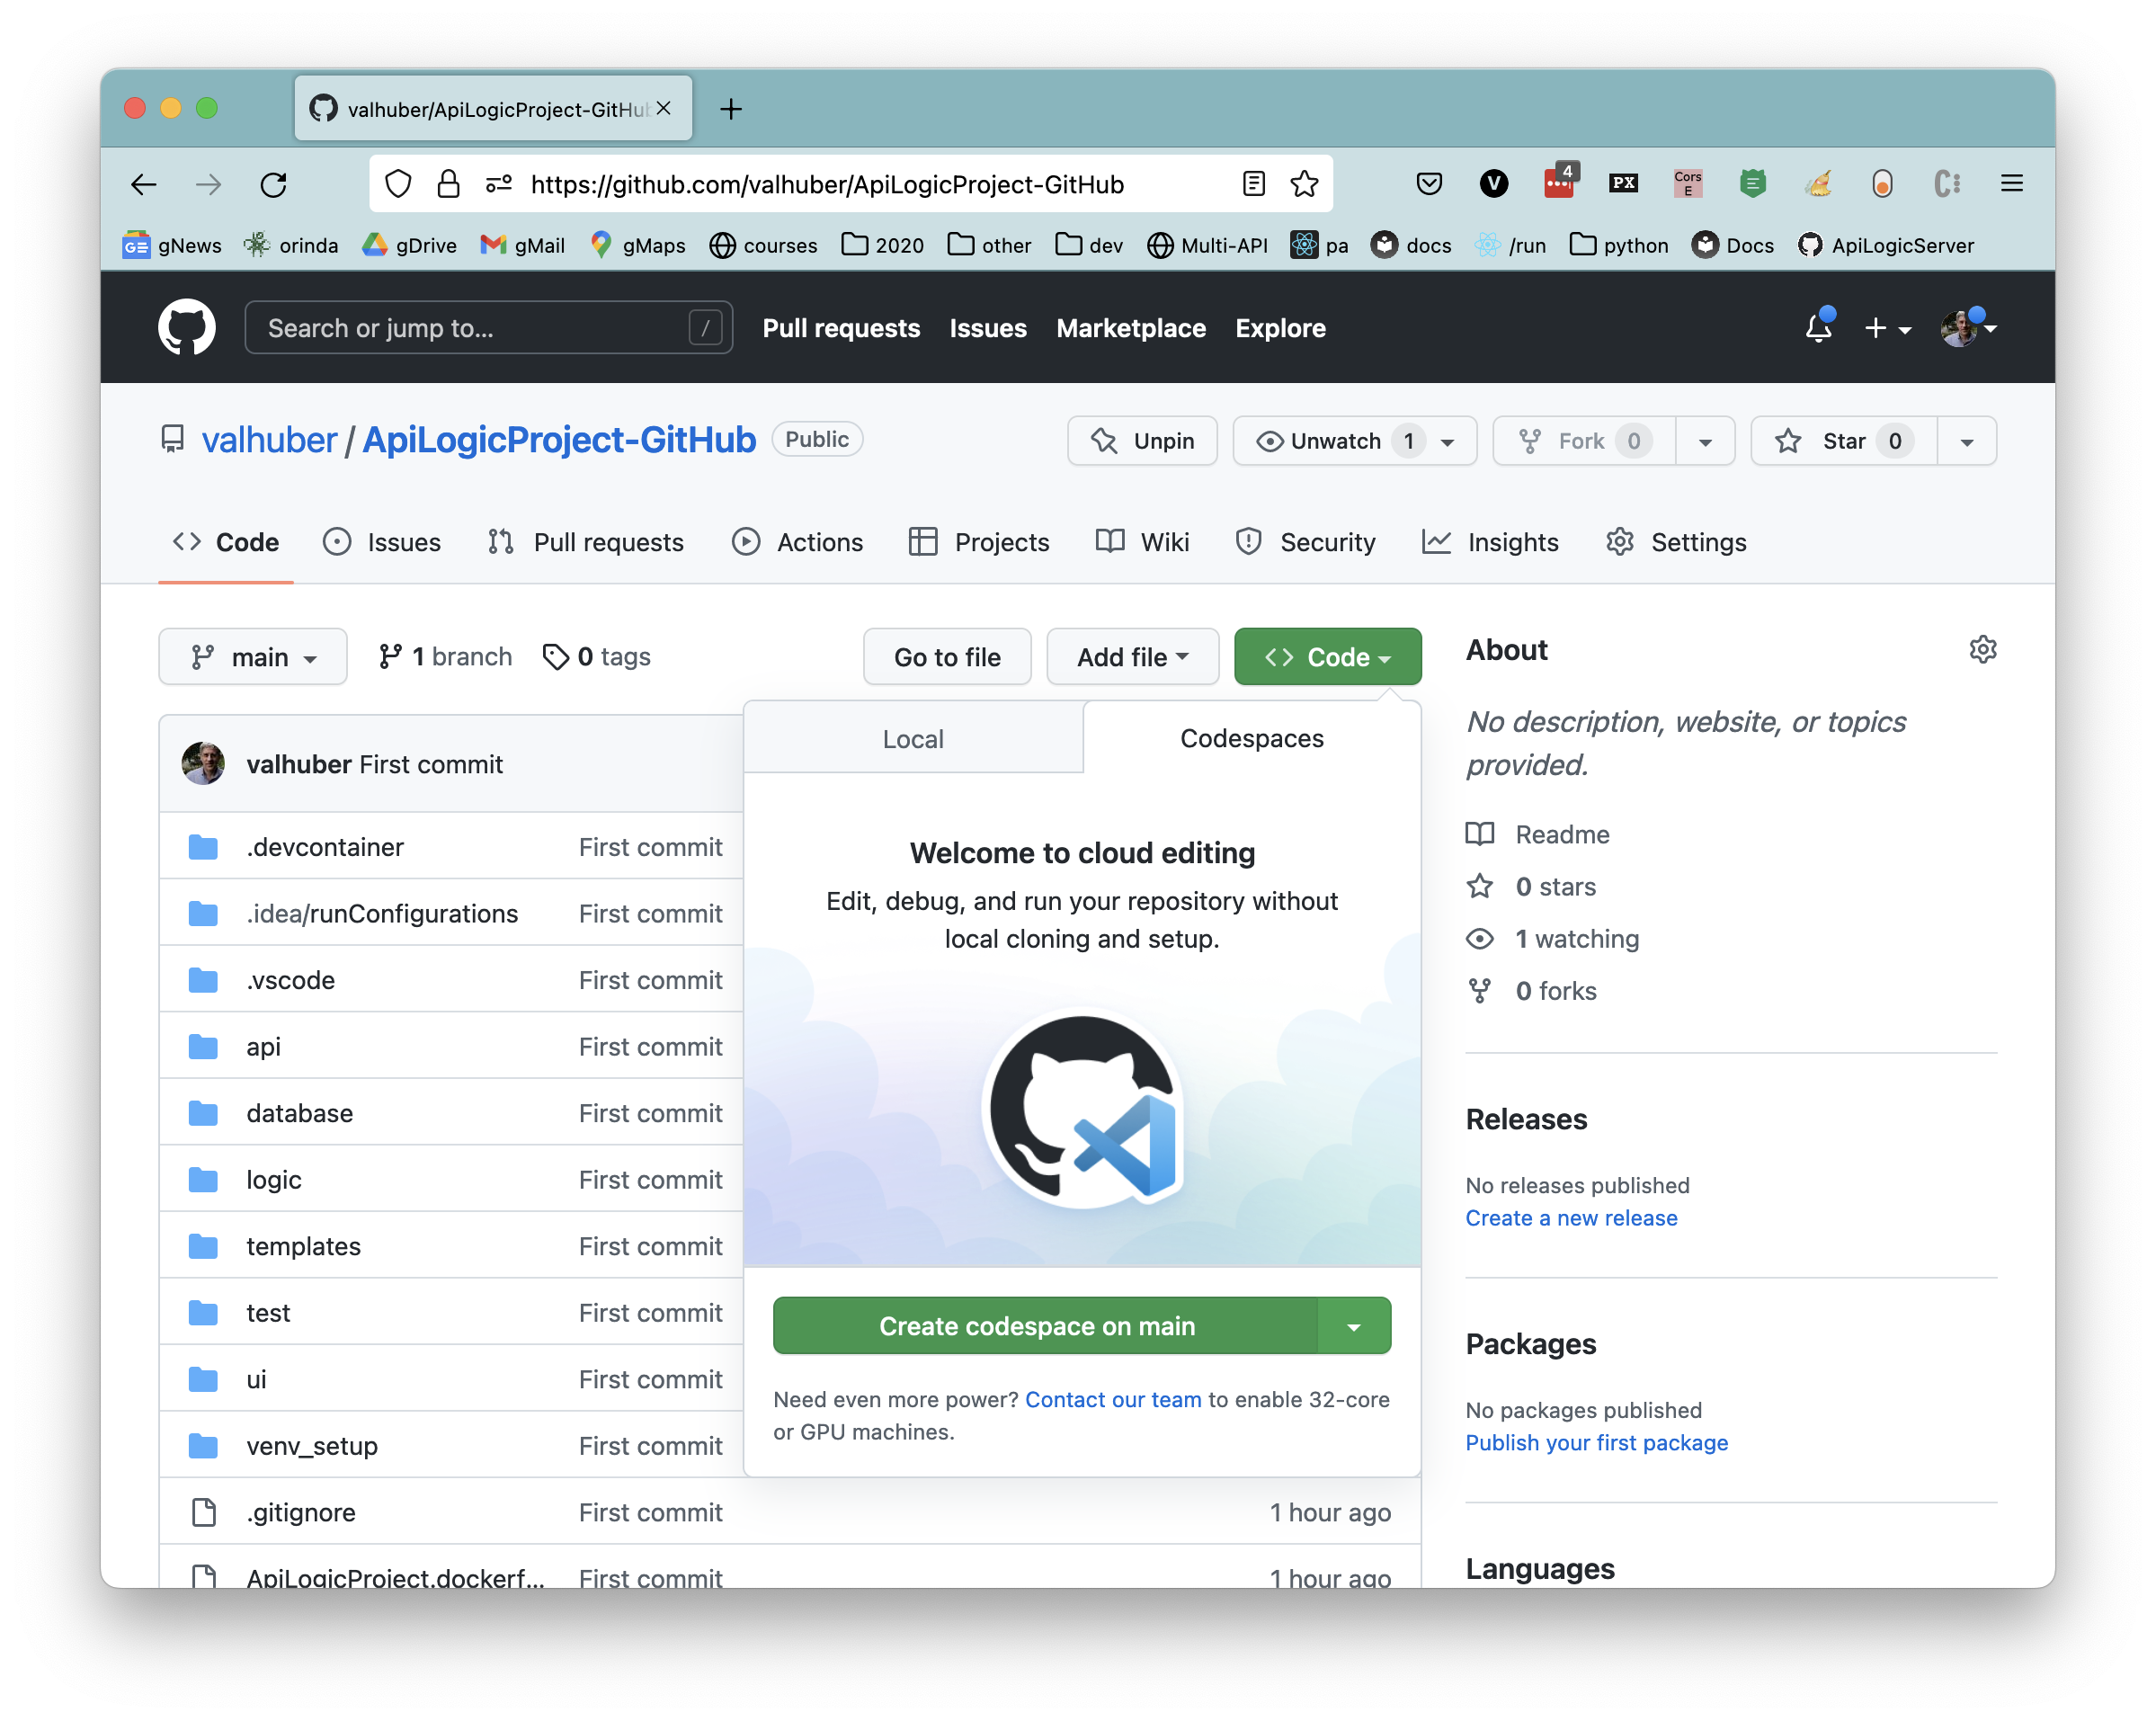 valhuber/ApiLogicProject-GitHub
https://github.com/valhuber/ApiLogicProject-GitHub
V 4 PX Cors E
gNews orinda gDrive gMail gMaps courses 2020 other dev Multi-API pa docs /run python Docs ApiLogicServer
Search or jump to... / Pull requests Issues Marketplace Explore
valhuber / ApiLogicProject-GitHub Public Unpin Unwatch 1 Fork 0 Star 0
Code Issues Pull requests Actions Projects Wiki Security Insights Settings
main 1 branch 0 tags Go to file Add file Code
Local Codespaces
Welcome to cloud editing
Edit, debug, and run your repository without
local cloning and setup.
Create codespace on main
Need even more power? Contact our team to enable 32-core
or GPU machines.
valhuber First commit
.devcontainer First commit
.idea/runConfigurations First commit
.vscode First commit
api First commit
database First commit
logic First commit
templates First commit
test First commit
ui First commit
venv_setup First commit
.gitignore First commit 1 hour ago
ApiLogicProject.dockerf... First commit 1 hour ago
About
No description, website, or topics
provided.
Readme
0 stars
1 watching
0 forks
Releases
No releases published
Create a new release
Packages
No packages published
Publish your first package
Languages